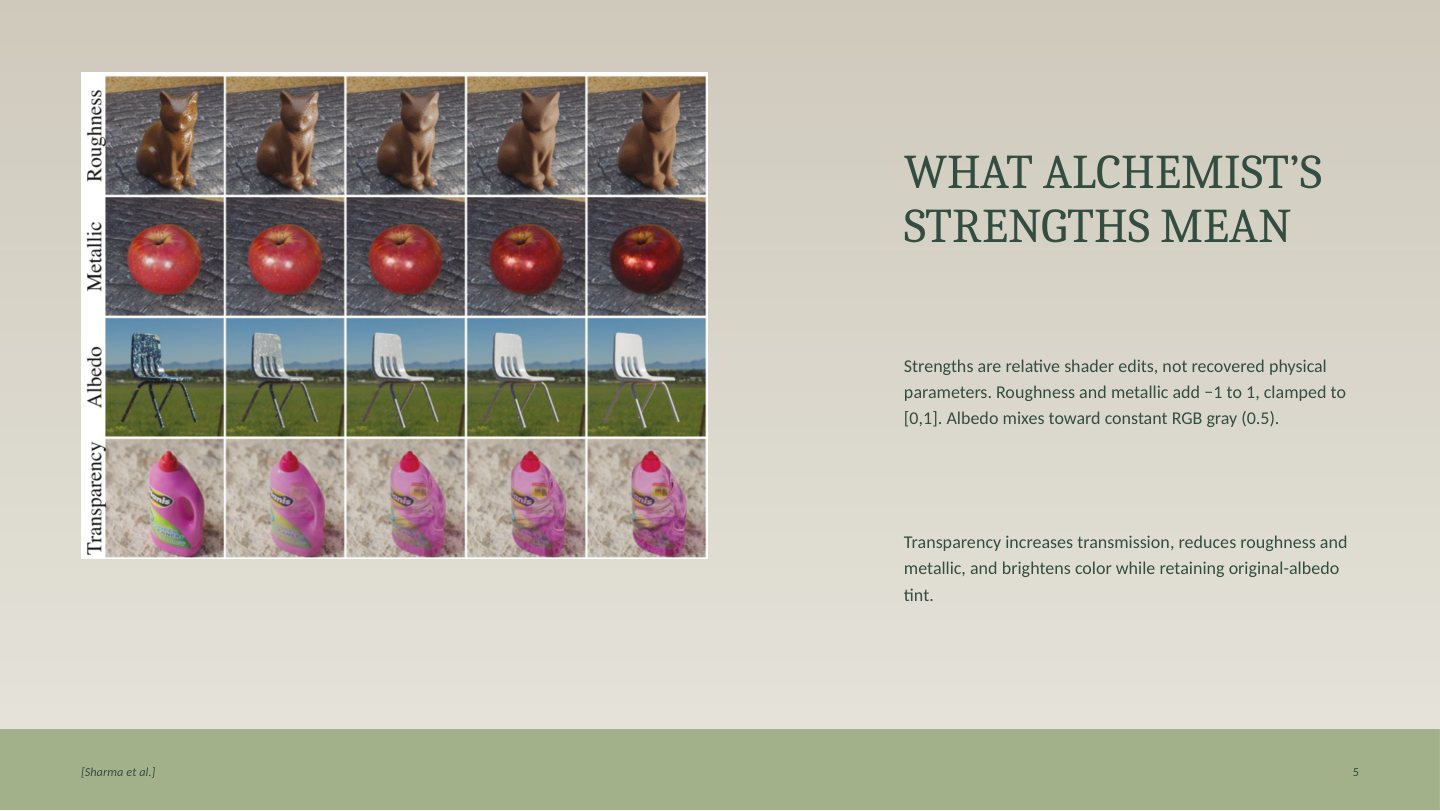 Roughness
Metallic
Albedo
Transparency
WHAT ALCHEMIST’S
STRENGTHS MEAN
Strengths are relative shader edits, not recovered physical
parameters. Roughness and metallic add −1 to 1, clamped to
[0,1]. Albedo mixes toward constant RGB gray (0.5).
Transparency increases transmission, reduces roughness and
metallic, and brightens color while retaining original-albedo
tint.
[Sharma et al.]
5